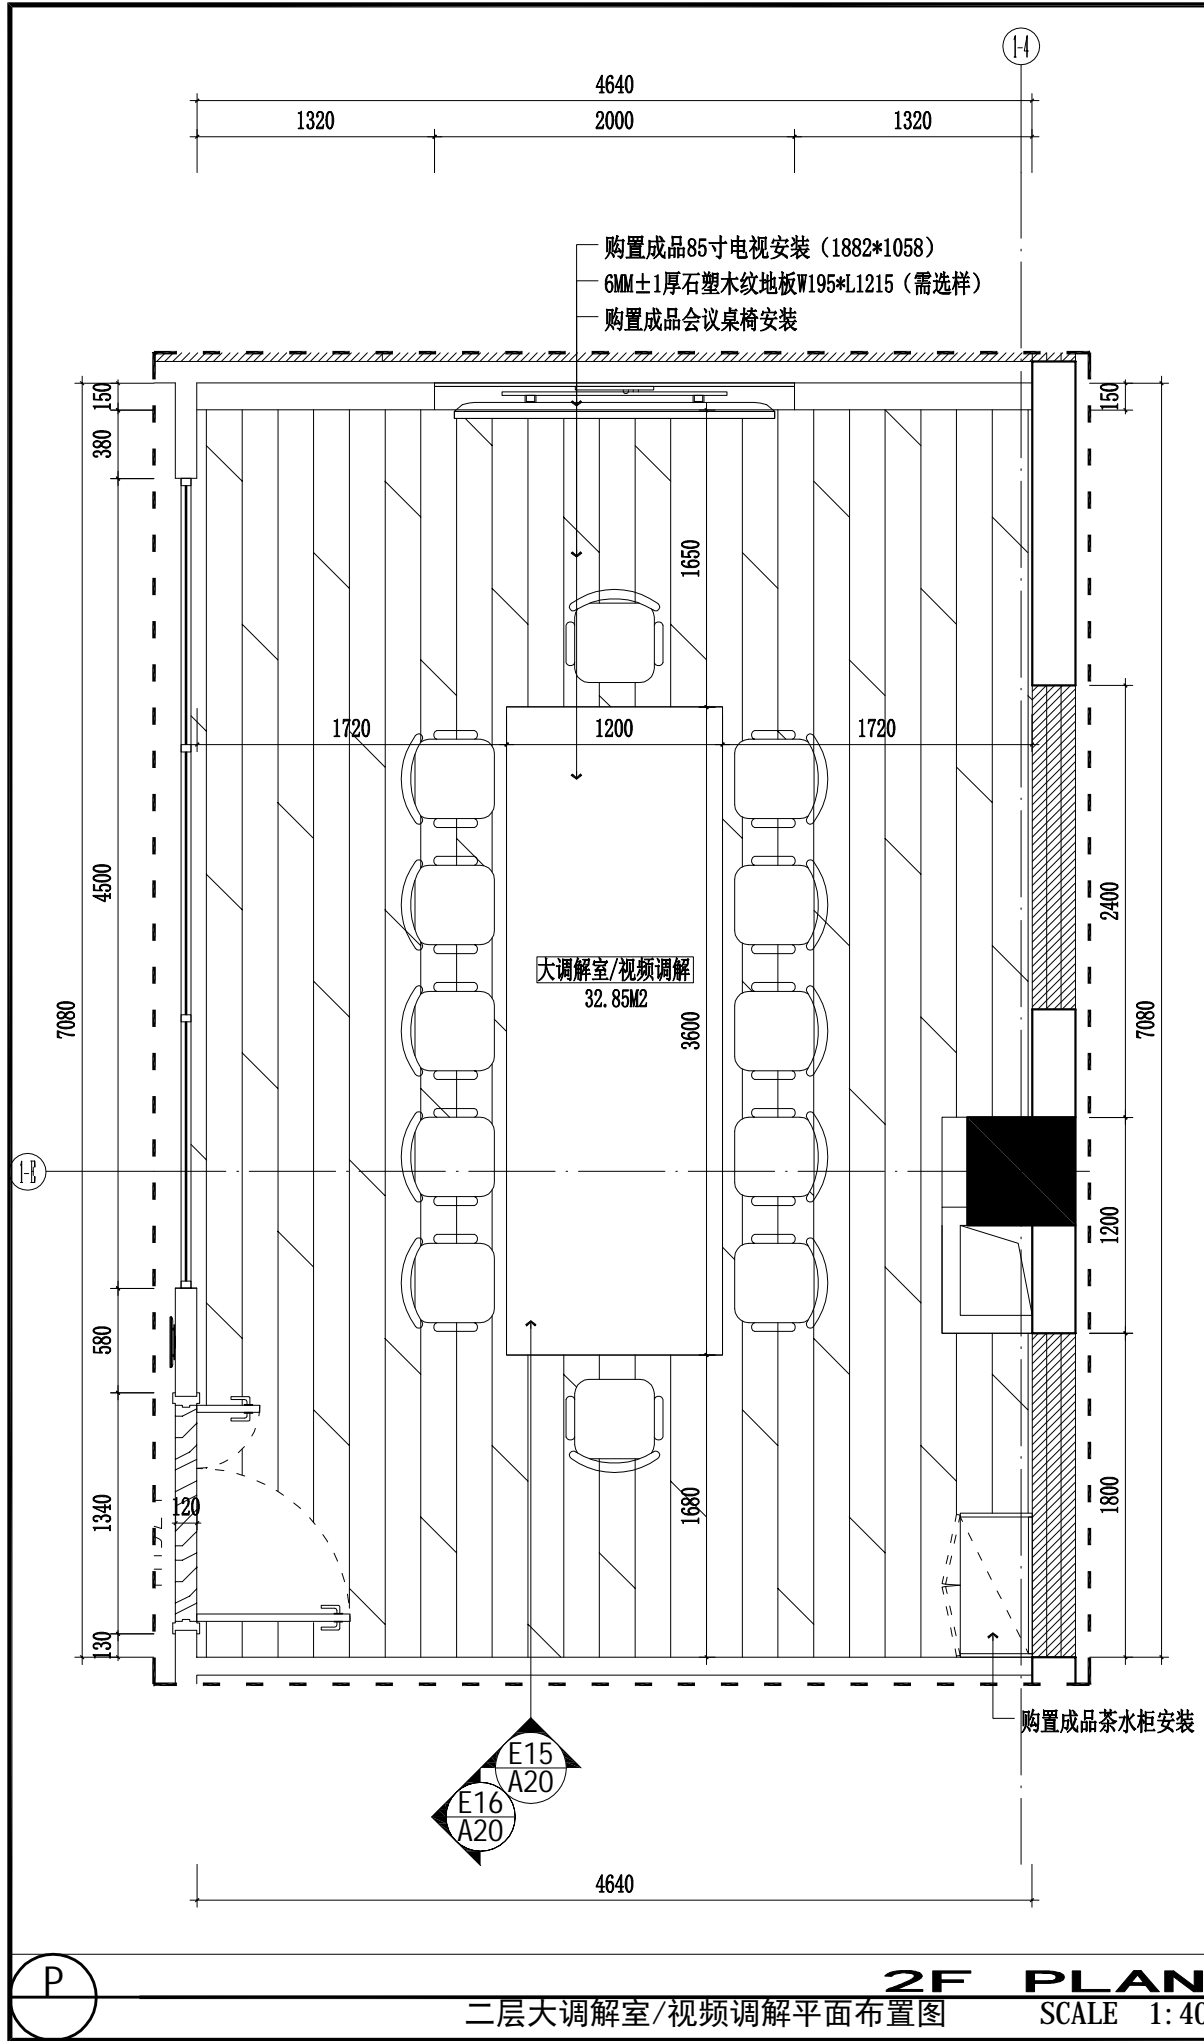 1-4
4640
1320
2000
1320
购置成品85寸电视安装（1882*1058）
6MM±1厚石塑木纹地板W195*L1215（需选样）
购置成品会议桌椅安装
150
150
380
1650
1720
1200
1720
4500
2400
大调解室/视频调解
32.85M2
3600
7080
7080
1-E
1200
580
1340
120
1680
1800
130
购置成品茶水柜安装
E15
A20
E16
A20
4640
P
2F PLAN
二层大调解室/视频调解平面布置图
SCALE 1:40